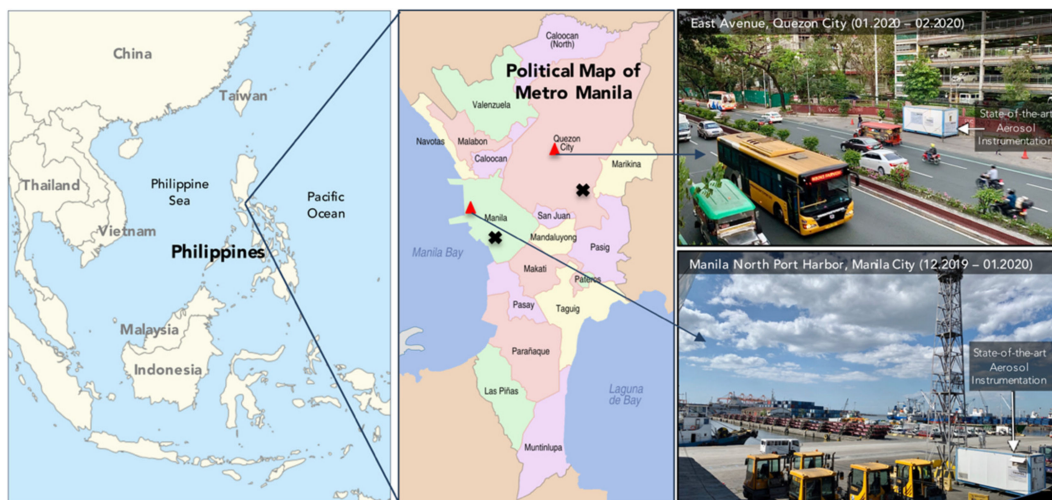 China
Taiwan
Thailand
Philippine
Sea
Pacific
Ocean
Vietnam
Philippines
Malaysia
Indonesia
Political Map of
Metro Manila
Caloocan
(North)
Valenzuela
Navotas
Malabon
Caloocan
Quezon
City
Marikina
Manila
San Juan
Mandaluyong
Pasig
Manila Bay
Makati
Pateros
Pasay
Taguig
Parañaque
Las Piñas
Laguna
de Bay
Muntinlupa
East Avenue, Quezon City (01.2020 – 02.2020)
State-of-the-art
Aerosol
Instrumentation
Manila North Port Harbor, Manila City (12.2019 – 01.2020)
State-of-the-art
Aerosol
Instrumentation